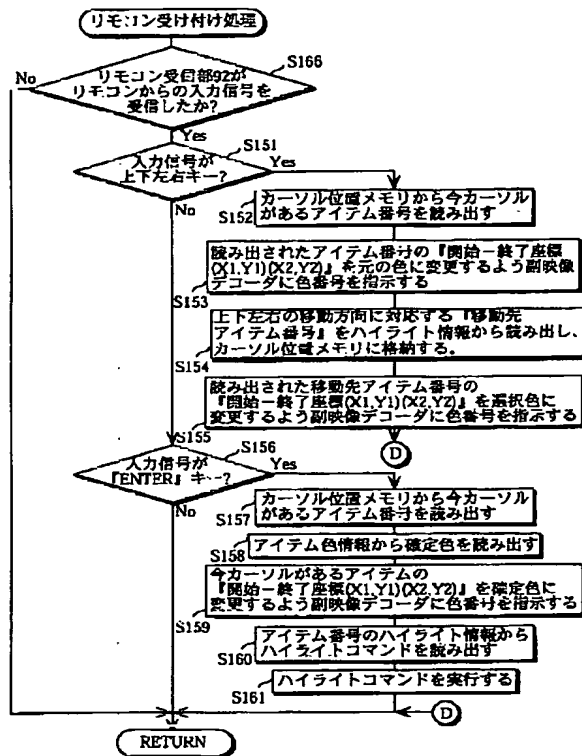 リモコン受け付け処理
S166
No
リモコン受信部92が
リモコンからの入力信号を
受信したか?
Yes
S151
入力信号が
上下左右キー?
Yes
No
S152
カーソル位置メモリから今カーソル
があるアイテム番号を読み出す
読み出されたアイテム番号の『開始ー終了座標
(X1,Y1)(X2,Y2)』を元の色に変更するよう副映像
デコーダに色番号を指示する
S153
上下左右の移動方向に対応する『移動先
アイテム番号』をハイライト情報から読み出し、
カーソル位置メモリに格納する。
S154
読み出された移動先アイテム番号の
『開始ー終了座標(X1,Y1)(X2,Y2)』を選択色に
変更するよう副映像デコーダに色番号を指示する
S155
S156
D
入力信号が
『ENTER』キー?
Yes
No
カーソル位置メモリから今カーソル
があるアイテム番号を読み出す
S157
アイテム色情報から確定色を読み出す
S158
今カーソルがあるアイテムの
『開始ー終了座標(X1,Y1)(X2,Y2)』を確定色に
変更するよう副映像デコーダに色番号を指示する
S159
アイテム番号のハイライト情報から
ハイライトコマンドを読み出す
S160
ハイライトコマンドを実行する
S161
D
RETURN